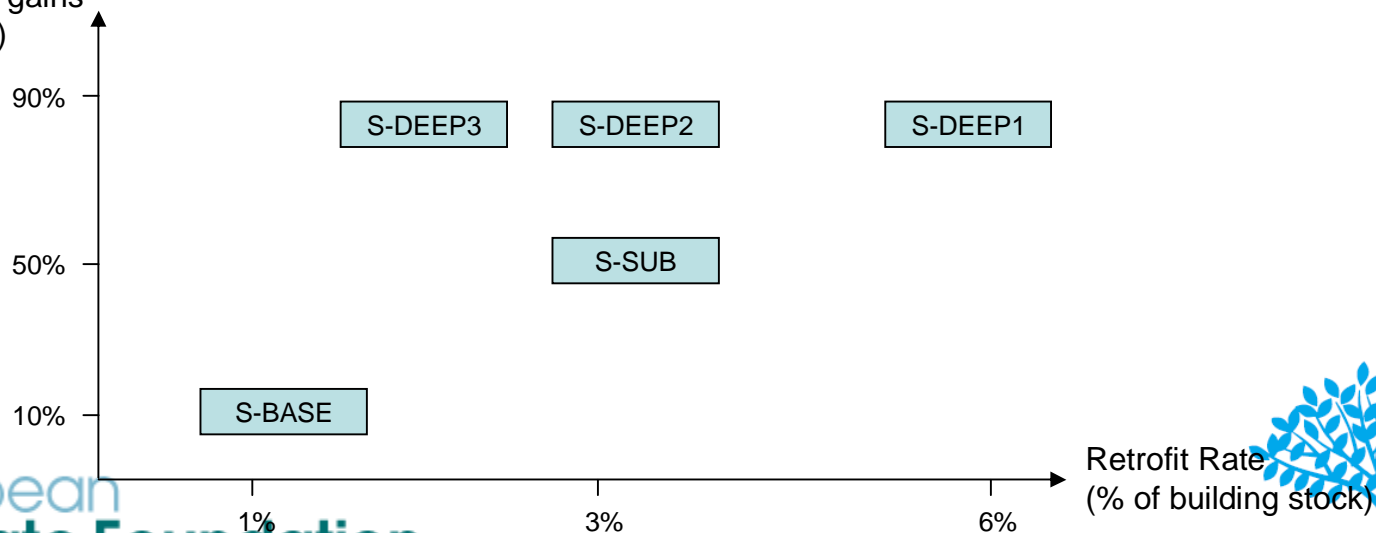 gains
)
90%
S-DEEP3
S-DEEP2
S-DEEP1
50%
S-SUB
10%
S-BASE
Retrofit Rate
(% of building stock)
1%
3%
6%